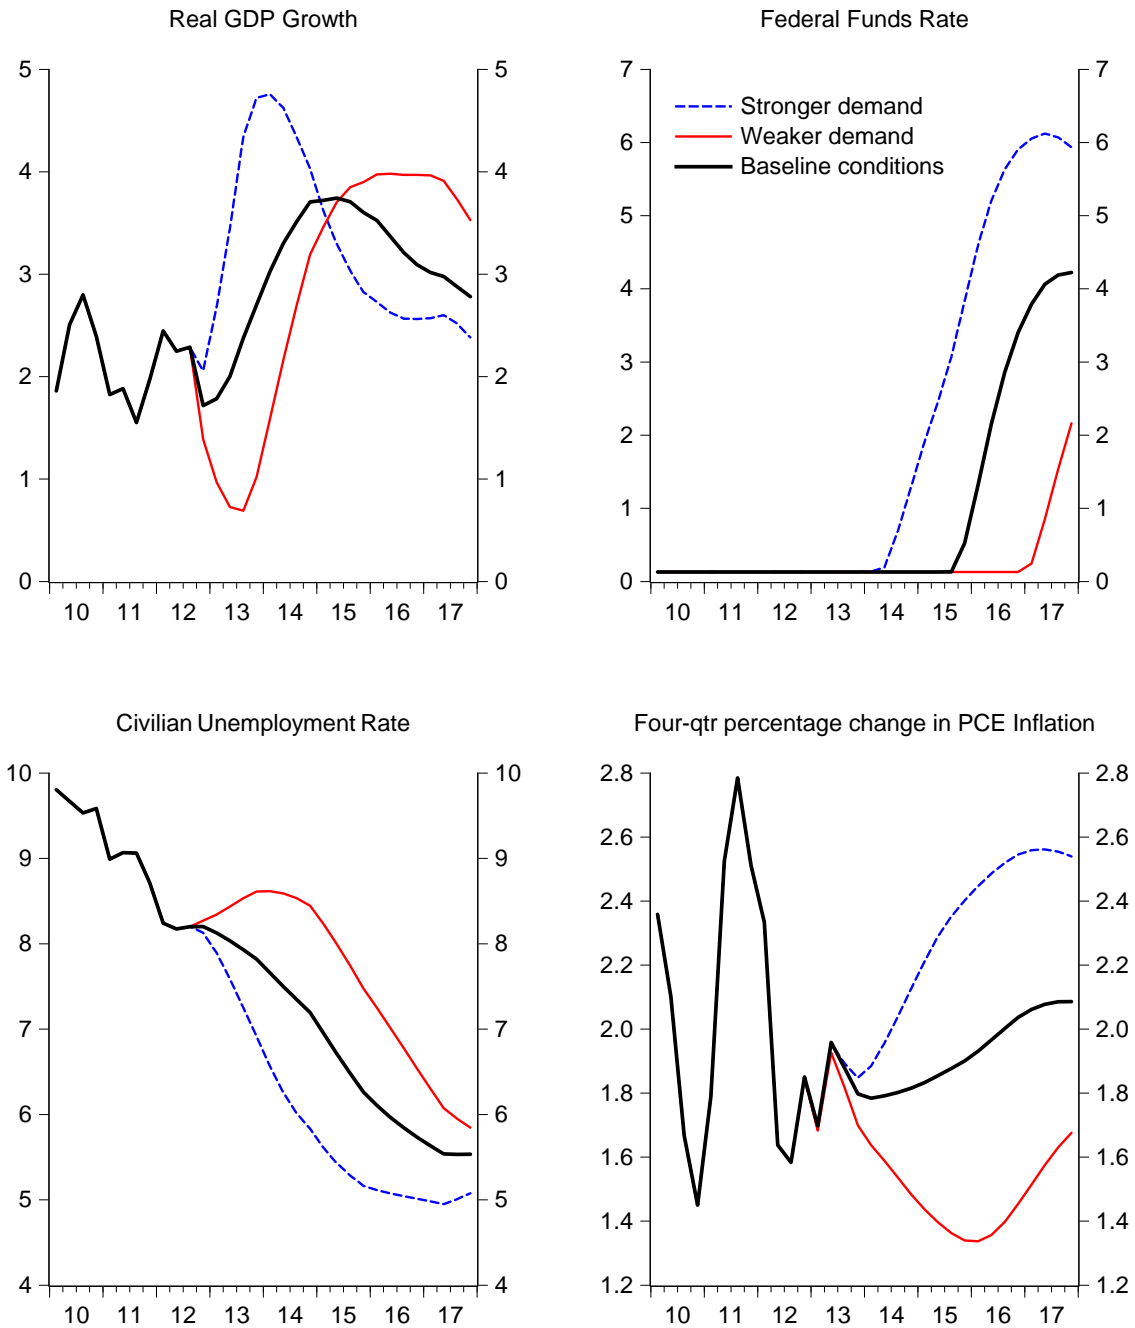 Real GDP Growth
Federal Funds Rate
5 5
4 4
3 3
2 2
1 1
0 0
10 11 12 13 14 15 16 17
7 7
6 6
5 5
4 4
3 3
2 2
1 1
0 0
Stronger demand
Weaker demand
Baseline conditions
10 11 12 13 14 15 16 17
Civilian Unemployment Rate
Four-qtr percentage change in PCE Inflation
10 10
9 9
8 8
7 7
6 6
5 5
4 4
10 11 12 13 14 15 16 17
2.8 2.8
2.6 2.6
2.4 2.4
2.2 2.2
2.0 2.0
1.8 1.8
1.6 1.6
1.4 1.4
1.2 1.2
10 11 12 13 14 15 16 17